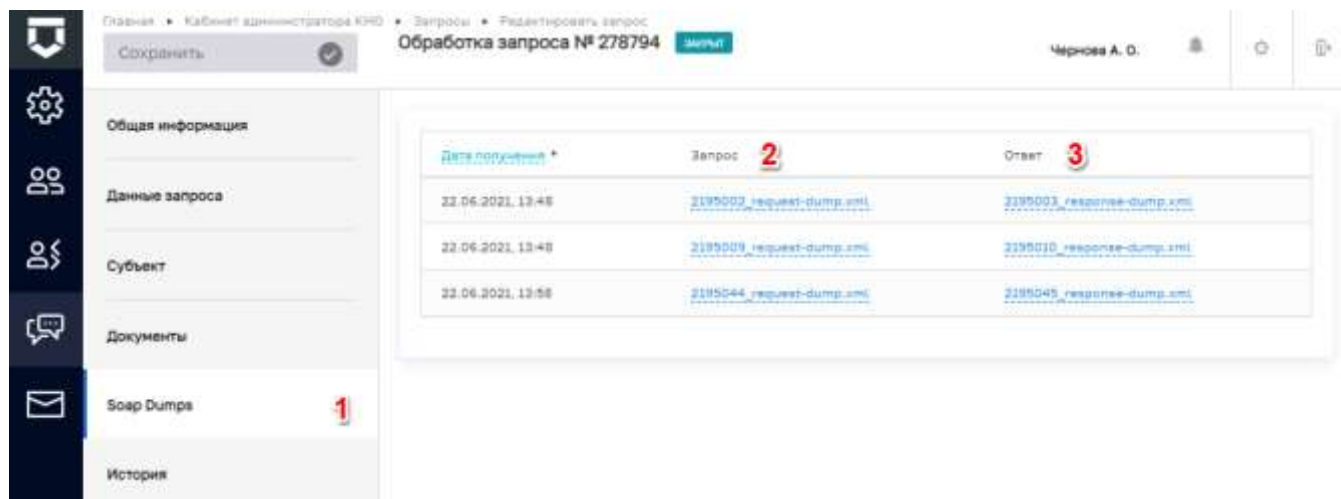 Главная • Кабинет администратора КНО • Запросы • Редактировать запрос
Сохранить
Обработка запроса № 278794
ЗАКРЫТ
Чернова А. О.
Общая информация
Данные запроса
Субъект
Документы
Soap Dumps
1
История
Дата получения
Запрос
2
Ответ
3
22.06.2021, 13:48
2195002_request-dump.xml
2195003_response-dump.xml
22.06.2021, 13:48
2195009_request-dump.xml
2195010_response-dump.xml
22.06.2021, 13:58
2195044_request-dump.xml
2195045_response-dump.xml